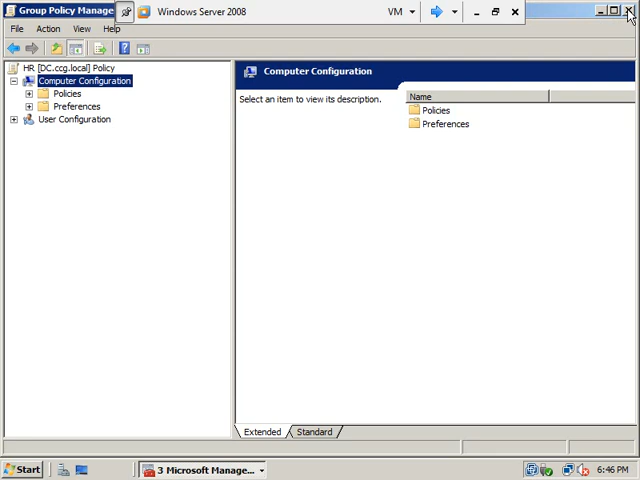 Group Policy Manage
Windows Server 2008
VM
File Action View Help
HR [DC.ccg.local] Policy
Computer Configuration
Policies
Preferences
User Configuration
Computer Configuration
Select an item to view its description.
Name
Policies
Preferences
Extended Standard
Start
3 Microsoft Manage...
6:46 PM